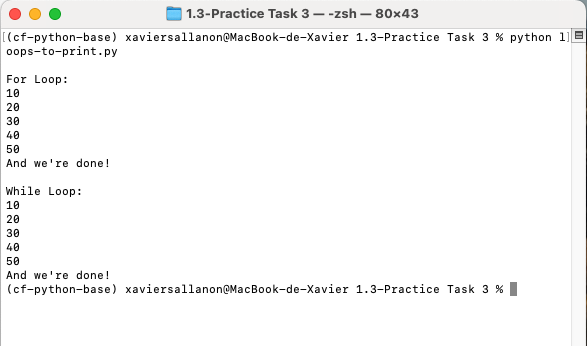 1.3-Practice Task 3 — -zsh — 80×43
[(cf-python-base) xaviersallanon@MacBook-de-Xavier 1.3-Practice Task 3 % python l]
oops-to-print.py
For Loop:
10
20
30
40
50
And we're done!
While Loop:
10
20
30
40
50
And we're done!
(cf-python-base) xaviersallanon@MacBook-de-Xavier 1.3-Practice Task 3 %